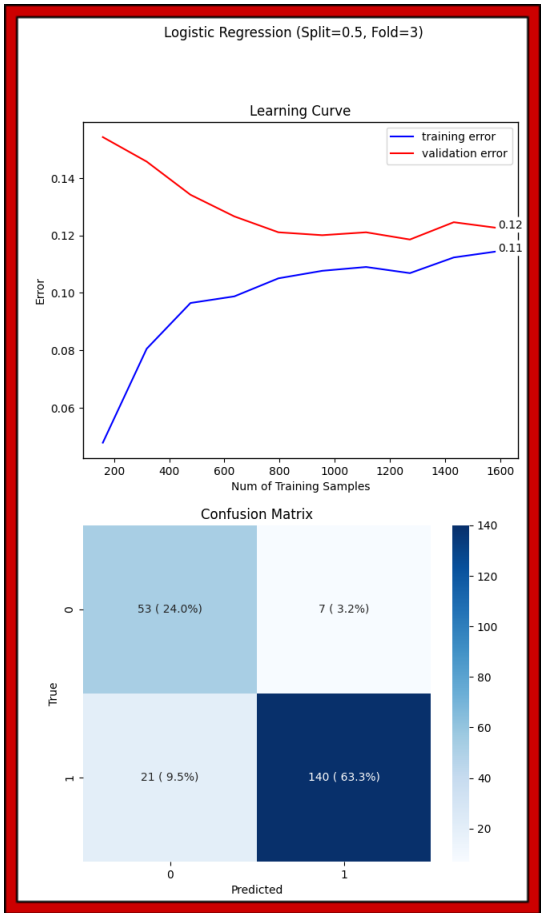 Logistic Regression (Split=0.5, Fold=3)
Learning Curve
training error
validation error
0.14
0.12
0.10
0.08
0.06
0.12
0.11
Error
200 400 600 800 1000 1200 1400 1600
Num of Training Samples
Confusion Matrix
53 ( 24.0%) 7 ( 3.2%)
21 ( 9.5%) 140 ( 63.3%)
0
1
True
0 1
Predicted
140
120
100
80
60
40
20